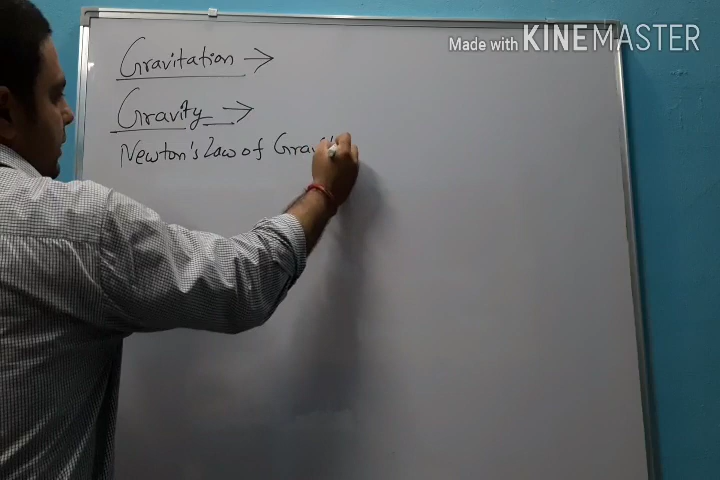 Made with KINEMASTER
Gravitation →
Gravity →
Newton's Law of